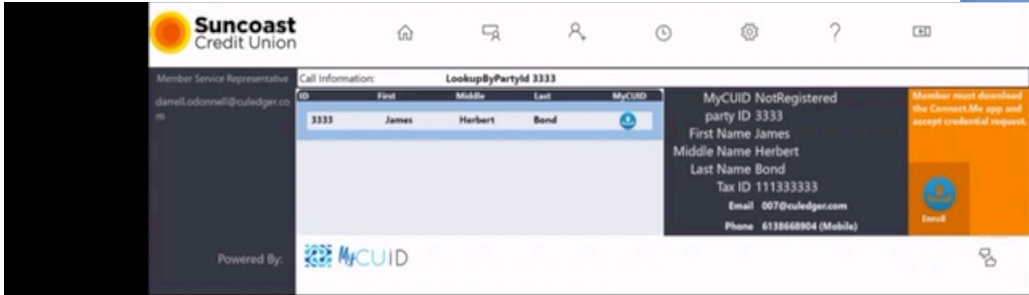 Suncoast
Credit Union
Member Service Representative
darrell.odonnell@culedger.co
m
Call Information: LookupByPartyId 3333
ID First Middle Last MyCUID
3333 James Herbert Bond
MyCUID NotRegistered
party ID 3333
First Name James
Middle Name Herbert
Last Name Bond
Tax ID 111333333
Email 007@culedger.com
Phone 6138668904 (Mobile)
Member must download
the Connect.Me app and
accept credential request.
Enroll
Powered By:
MyCUID